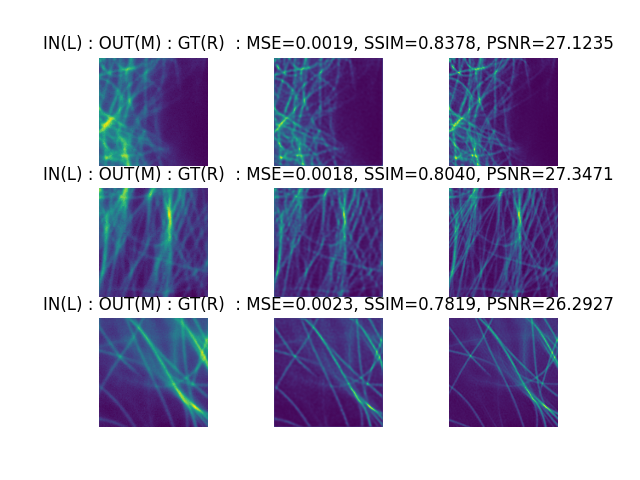 IN(L) : OUT(M) : GT(R)  : MSE=0.0019, SSIM=0.8378, PSNR=27.1235
IN(L) : OUT(M) : GT(R)  : MSE=0.0018, SSIM=0.8040, PSNR=27.3471
IN(L) : OUT(M) : GT(R)  : MSE=0.0023, SSIM=0.7819, PSNR=26.2927